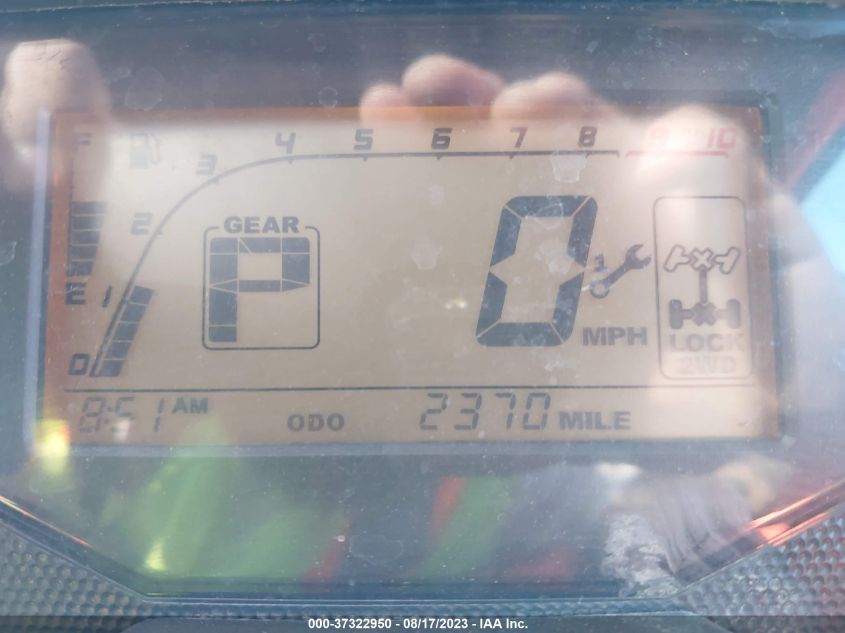 F 3 4 5 6 7 8 9 10
2
GEAR
P 0
1
E 1
MPH
LOCK
0 2WD
8:51 AM ODO 2370 MILE
000-37322950 - 08/17/2023 - IAA Inc.